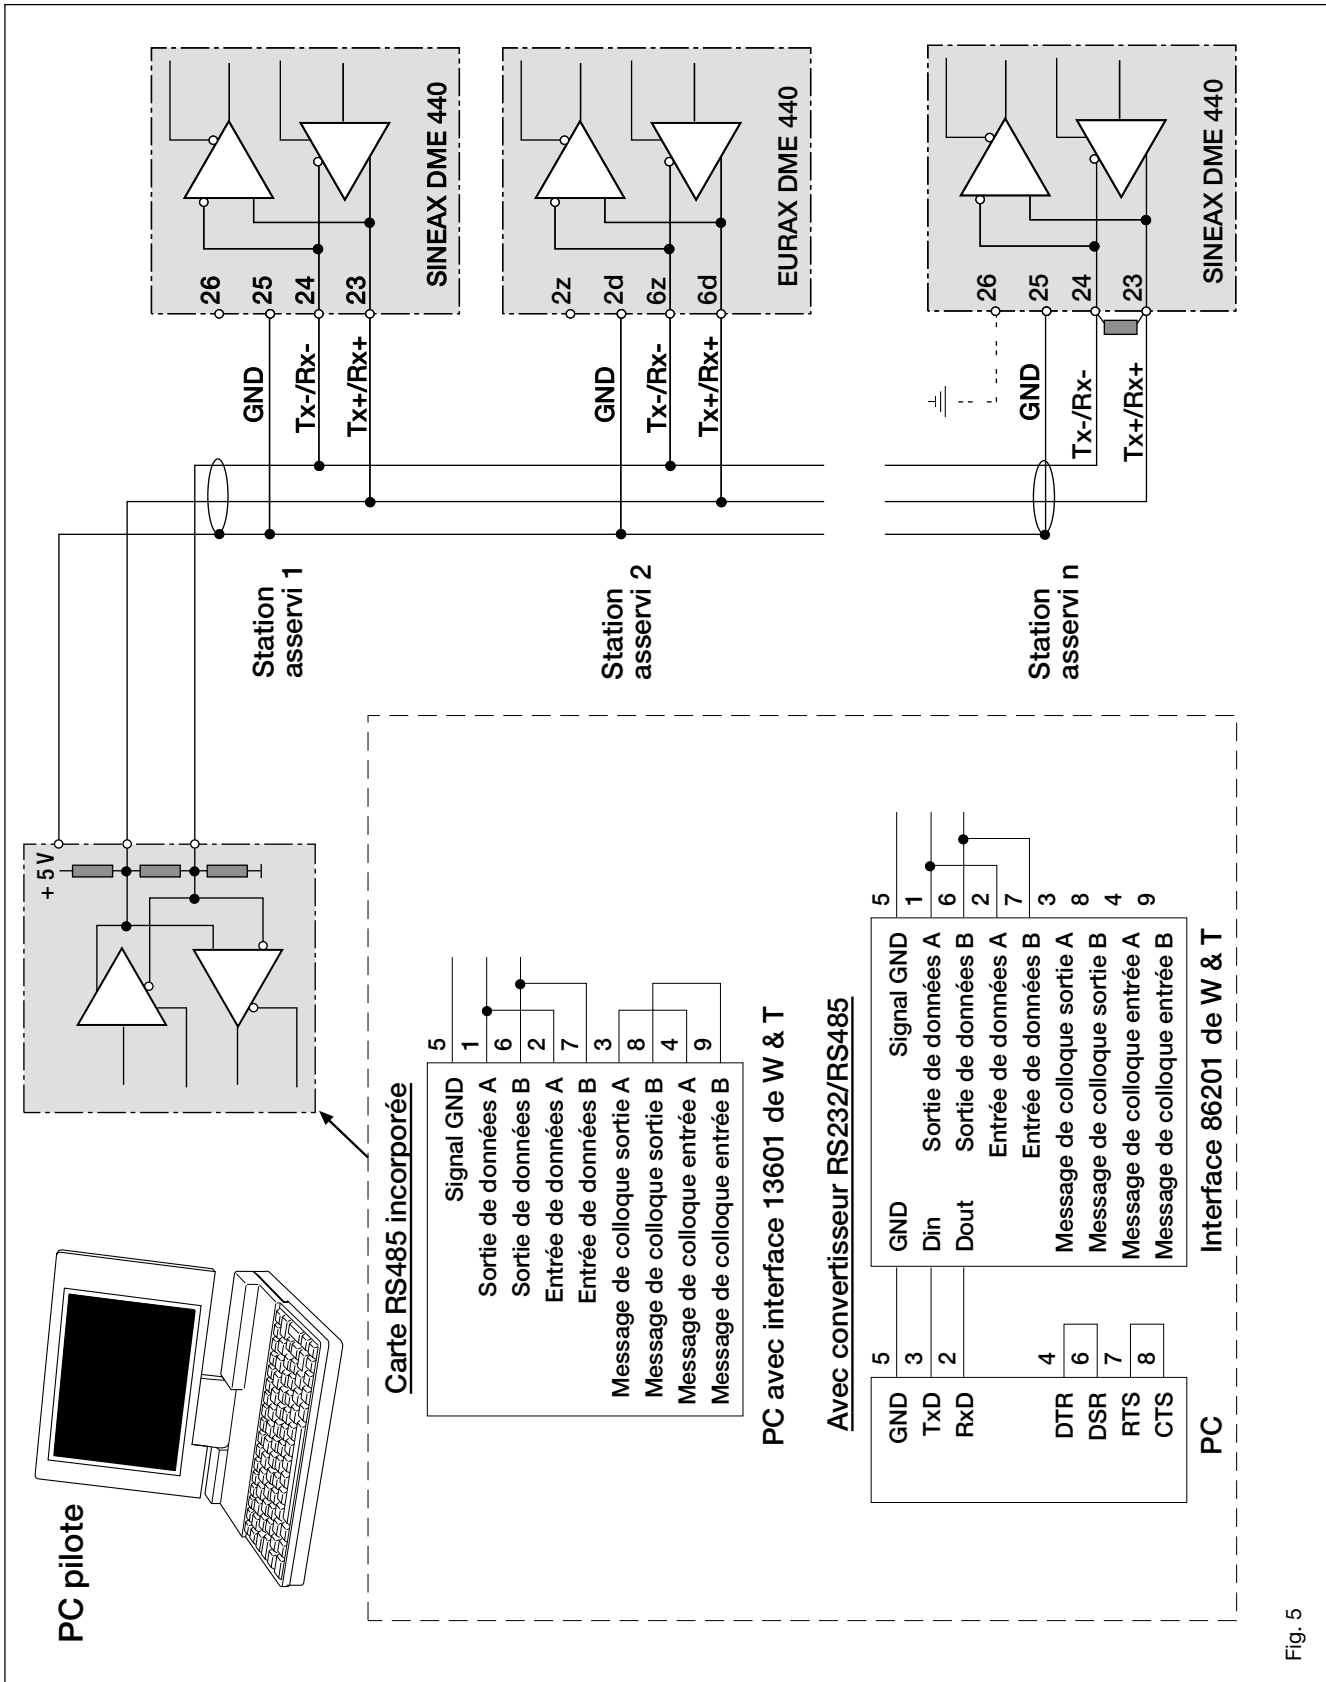 PC pilote
+ 5 V
Station
asservi 1
GND
Tx-/Rx-
Tx+/Rx+
26
25
24
23
SINEAX DME 440
Station
asservi 2
GND
Tx-/Rx-
Tx+/Rx+
2z
2d
6z
6d
EURAX DME 440
Station
asservi n
GND
Tx-/Rx-
Tx+/Rx+
26
25
24
23
SINEAX DME 440
Carte RS485 incorporée
Signal GND 5
Sortie de données A 1
Sortie de données B 6
Entrée de données A 2
Entrée de données B 7
Message de colloque sortie A 3
Message de colloque sortie B 8
Message de colloque entrée A 4
Message de colloque entrée B 9
PC avec interface 13601 de W & T
Avec convertisseur RS232/RS485
GND 5
TxD 3
RxD 2
DTR 4
DSR 6
RTS 7
CTS 8
PC
GND Signal GND 5
Din Sortie de données A 1
Dout Sortie de données B 6
Entrée de données A 2
Entrée de données B 7
Message de colloque sortie A 3
Message de colloque sortie B 8
Message de colloque entrée A 4
Message de colloque entrée B 9
Interface 86201 de W & T
Fig. 5